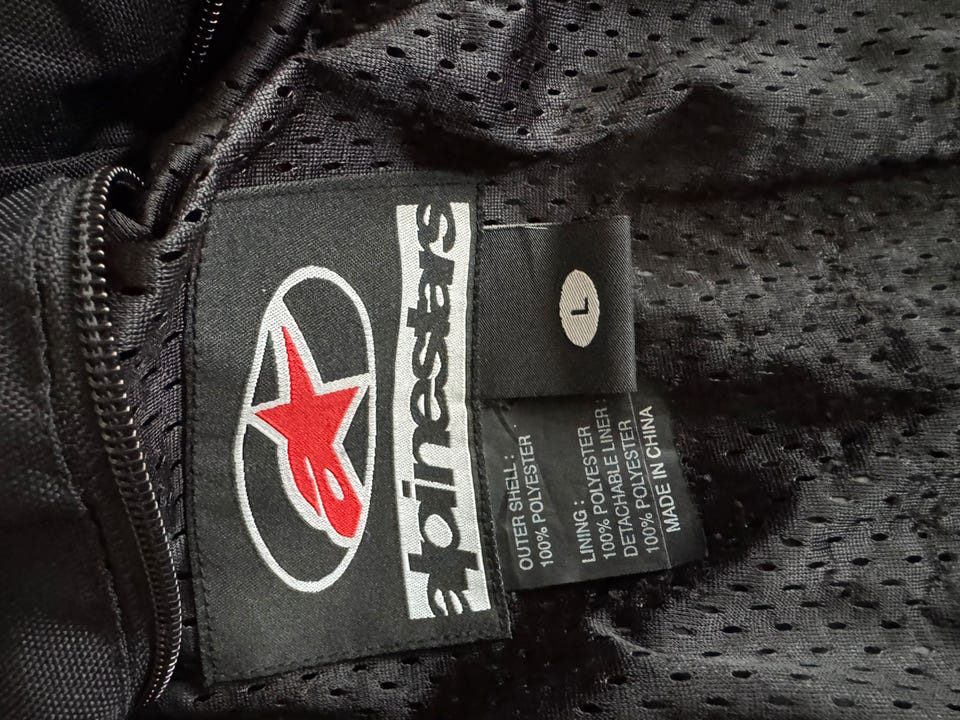 alpinestars
L
OUTER SHELL :
100% POLYESTER
LINING :
100% POLYESTER
DETACHABLE LINER :
100% POLYESTER
MADE IN CHINA